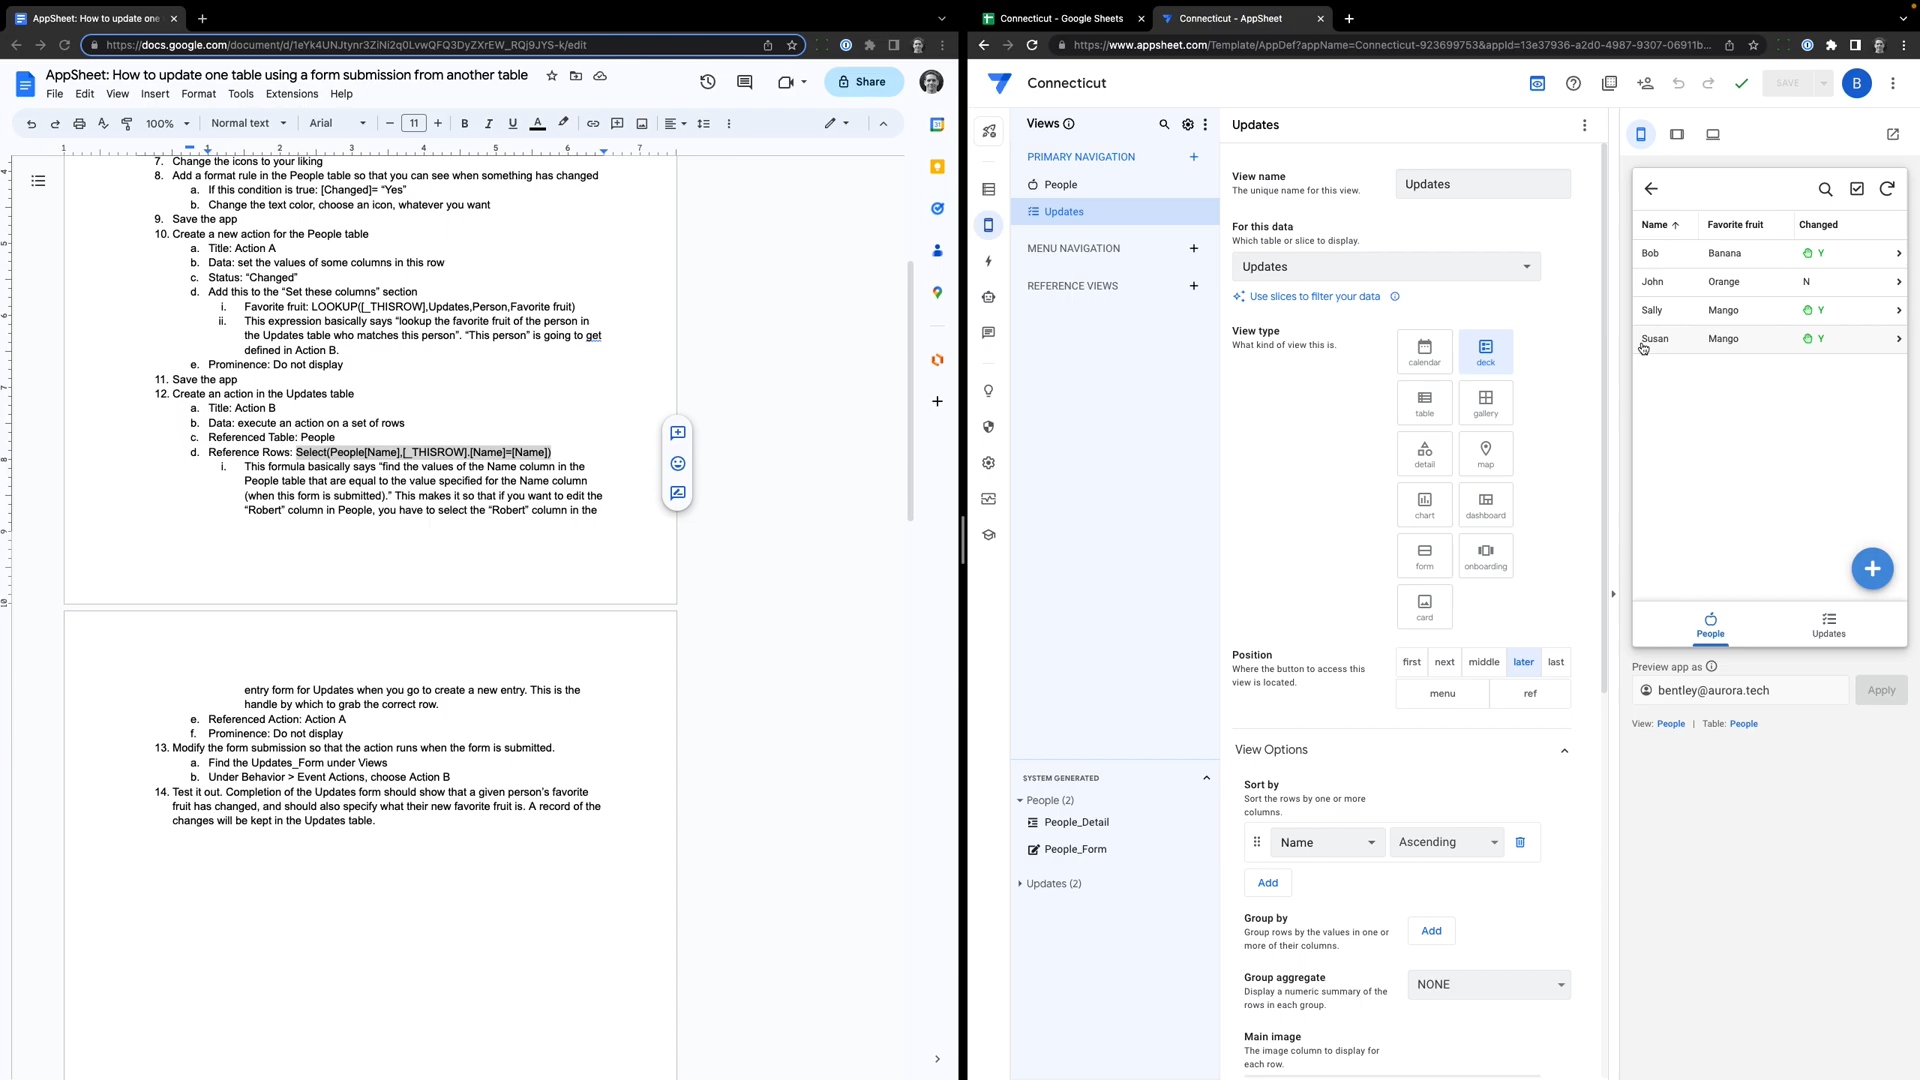 AppSheet: How to update one
https://docs.google.com/document/d/1eYk4UNJtynr3ZiNi2q0LvwQFQ3DyZXrEW_RQj9JYS-k/edit
AppSheet: How to update one table using a form submission from another table
File Edit View Insert Format Tools Extensions Help
Share
100% Normal text Arial 11
7. Change the icons to your liking
8. Add a format rule in the People table so that you can see when something has changed
a. If this condition is true: [Changed]= “Yes”
b. Change the text color, choose an icon, whatever you want
9. Save the app
10. Create a new action for the People table
a. Title: Action A
b. Data: set the values of some columns in this row
c. Status: “Changed”
d. Add this to the “Set these columns” section
i. Favorite fruit: LOOKUP([_THISROW],Updates,Person,Favorite fruit)
ii. This expression basically says “lookup the favorite fruit of the person in
the Updates table who matches this person”. “This person” is going to get
defined in Action B.
e. Prominence: Do not display
11. Save the app
12. Create an action in the Updates table
a. Title: Action B
b. Data: execute an action on a set of rows
c. Referenced Table: People
d. Reference Rows: Select(People[Name],[_THISROW].[Name]=[Name])
i. This formula basically says “find the values of the Name column in the
People table that are equal to the value specified for the Name column
(when this form is submitted).” This makes it so that if you want to edit the
“Robert” column in People, you have to select the “Robert” column in the
entry form for Updates when you go to create a new entry. This is the
handle by which to grab the correct row.
e. Referenced Action: Action A
f. Prominence: Do not display
13. Modify the form submission so that the action runs when the form is submitted.
a. Find the Updates_Form under Views
b. Under Behavior > Event Actions, choose Action B
14. Test it out. Completion of the Updates form should show that a given person’s favorite
fruit has changed, and should also specify what their new favorite fruit is. A record of the
changes will be kept in the Updates table.
Connecticut - Google Sheets
Connecticut - AppSheet
https://www.appsheet.com/Template/AppDef?appName=Connecticut-923699753&appId=13e37936-a2d0-4987-9307-06911b...
Connecticut
SAVE
B
Views
PRIMARY NAVIGATION
People
Updates
MENU NAVIGATION
REFERENCE VIEWS
SYSTEM GENERATED
People (2)
People_Detail
People_Form
Updates (2)
Updates
View name
The unique name for this view.
Updates
For this data
Which table or slice to display.
Updates
Use slices to filter your data
View type
What kind of view this is.
calendar deck
table gallery
detail map
chart dashboard
form onboarding
card
Position
Where the button to access this
view is located.
first next middle later last
menu ref
View Options
Sort by
Sort the rows by one or more
columns.
Name Ascending
Add
Group by
Group rows by the values in one or
more of their columns.
Add
Group aggregate
Display a numeric summary of the
rows in each group.
NONE
Main image
The image column to display for
each row.
Name Favorite fruit Changed
Bob Banana Y
John Orange N
Sally Mango Y
Susan Mango Y
People Updates
Preview app as
bentley@aurora.tech
Apply
View: People | Table: People